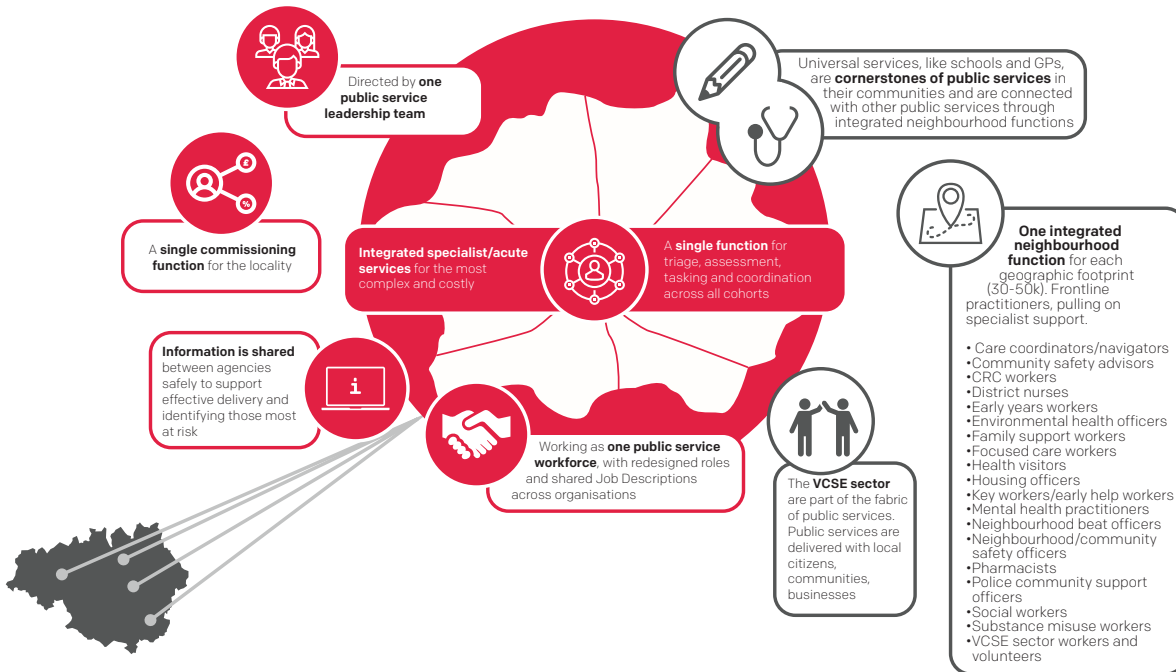 Directed by one
public service
leadership team
Universal services, like schools and GPs,
are cornerstones of public services in
their communities and are connected
with other public services through
integrated neighbourhood functions
£
%
A single commissioning
function for the locality
Integrated specialist/acute
services for the most
complex and costly
A single function for
triage, assessment,
tasking and coordination
across all cohorts
One integrated
neighbourhood
function for each
geographic footprint
(30-50k). Frontline
practitioners, pulling on
specialist support.
• Care coordinators/navigators
•Community safety advisors
•CRC workers
•District nurses
•Early years workers
•Environmental health officers
•Family support workers
•Focused care workers
•Health visitors
•Housing officers
•Key workers/early help workers
•Mental health practitioners
•Neighbourhood beat officers
•Neighbourhood/community
safety officers
•Pharmacists
•Police community support
officers
•Social workers
•Substance misuse workers
•VCSE sector workers and
volunteers
Information is shared
between agencies
safely to support
effective delivery and
identifying those most
at risk
i
Working as one public service
workforce, with redesigned roles
and shared Job Descriptions
across organisations
The VCSE sector
are part of the fabric
of public services.
Public services are
delivered with local
citizens,
communities,
businesses